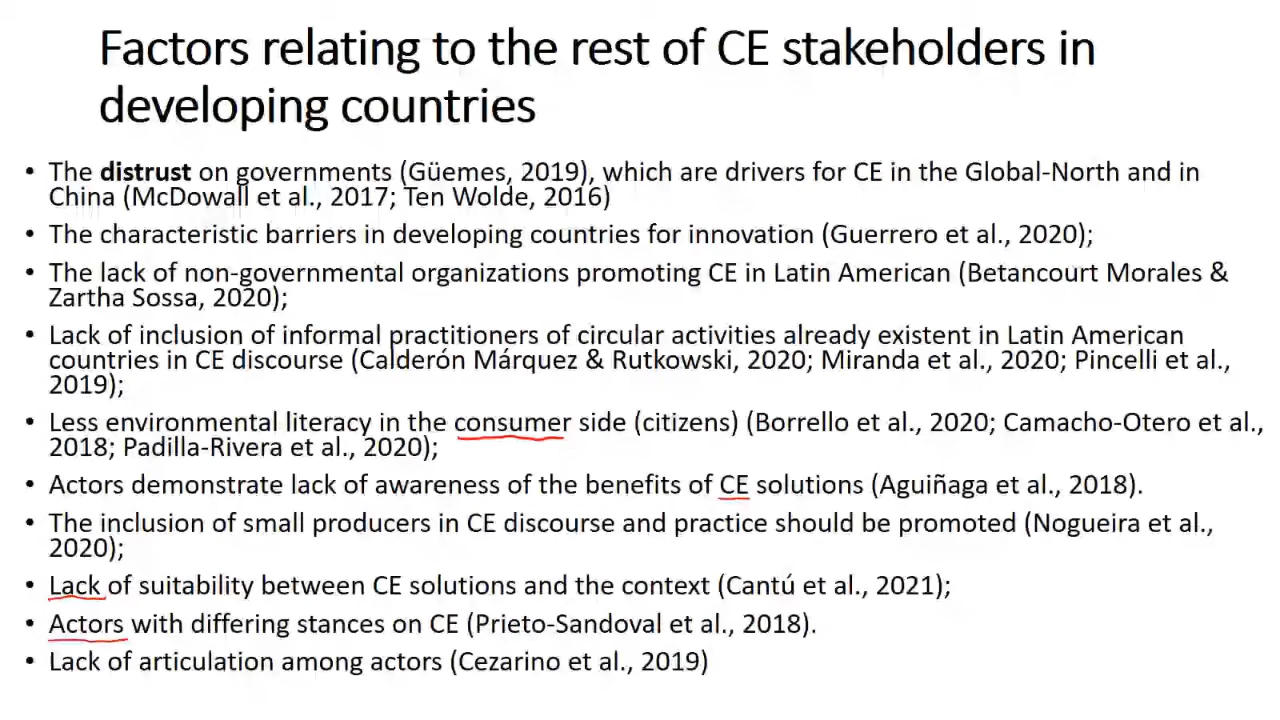 Factors relating to the rest of CE stakeholders in
developing countries
• The distrust on governments (Güemes, 2019), which are drivers for CE in the Global-North and in
China (McDowall et al., 2017; Ten Wolde, 2016)
• The characteristic barriers in developing countries for innovation (Guerrero et al., 2020);
• The lack of non-governmental organizations promoting CE in Latin American (Betancourt Morales &
Zartha Sossa, 2020);
• Lack of inclusion of informal practitioners of circular activities already existent in Latin American
countries in CE discourse (Calderón Márquez & Rutkowski, 2020; Miranda et al., 2020; Pincelli et al.,
2019);
• Less environmental literacy in the consumer side (citizens) (Borrello et al., 2020; Camacho-Otero et al.,
2018; Padilla-Rivera et al., 2020);
• Actors demonstrate lack of awareness of the benefits of CE solutions (Aguiñaga et al., 2018).
• The inclusion of small producers in CE discourse and practice should be promoted (Nogueira et al.,
2020);
• Lack of suitability between CE solutions and the context (Cantú et al., 2021);
• Actors with differing stances on CE (Prieto-Sandoval et al., 2018).
• Lack of articulation among actors (Cezarino et al., 2019)